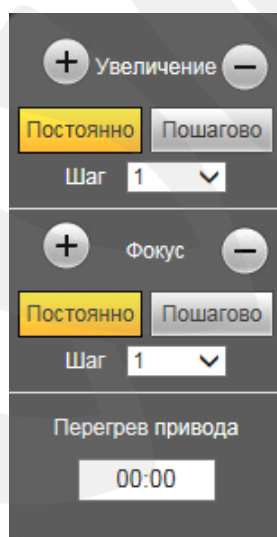 + Увеличение −
Постоянно Пошагово
Шаг 1
+ Фокус −
Постоянно Пошагово
Шаг 1
Перегрев привода
00:00